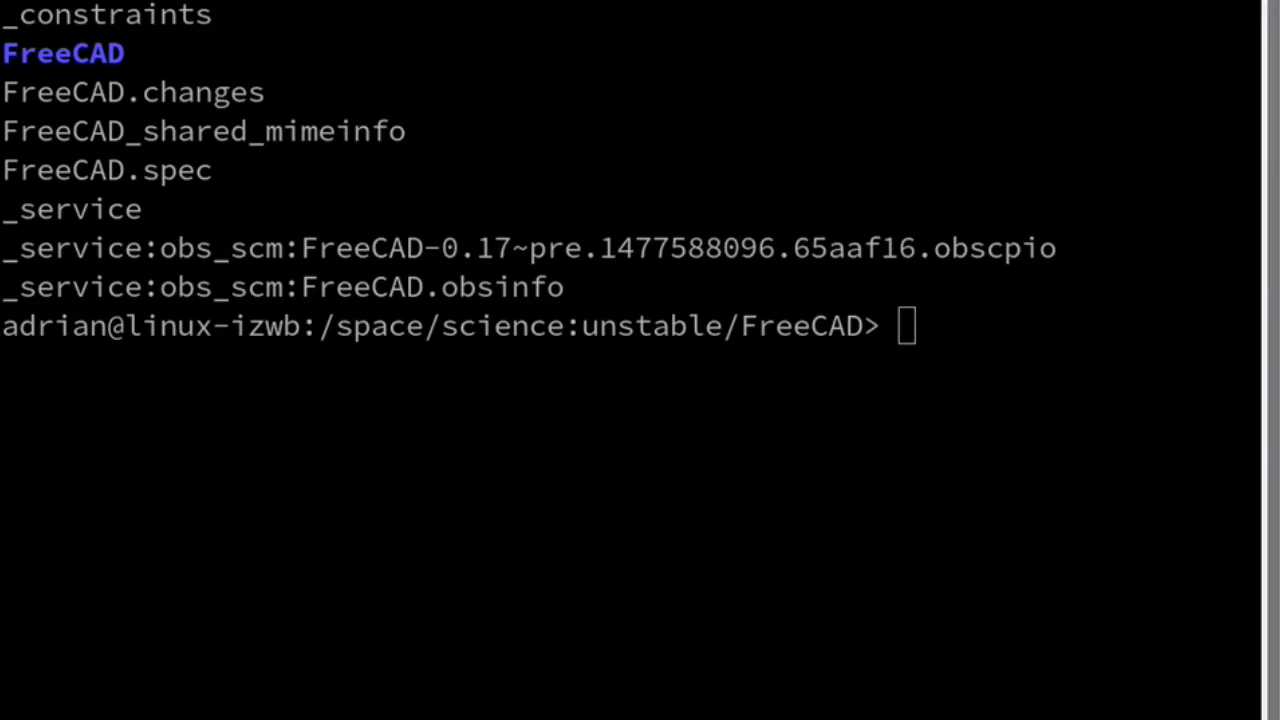 _constraints
FreeCAD
FreeCAD.changes
FreeCAD_shared_mimeinfo
FreeCAD.spec
_service
_service:obs_scm:FreeCAD-0.17~pre.1477588096.65aaf16.obscpio
_service:obs_scm:FreeCAD.obsinfo
adrian@linux-izwb:/space/science:unstable/FreeCAD>